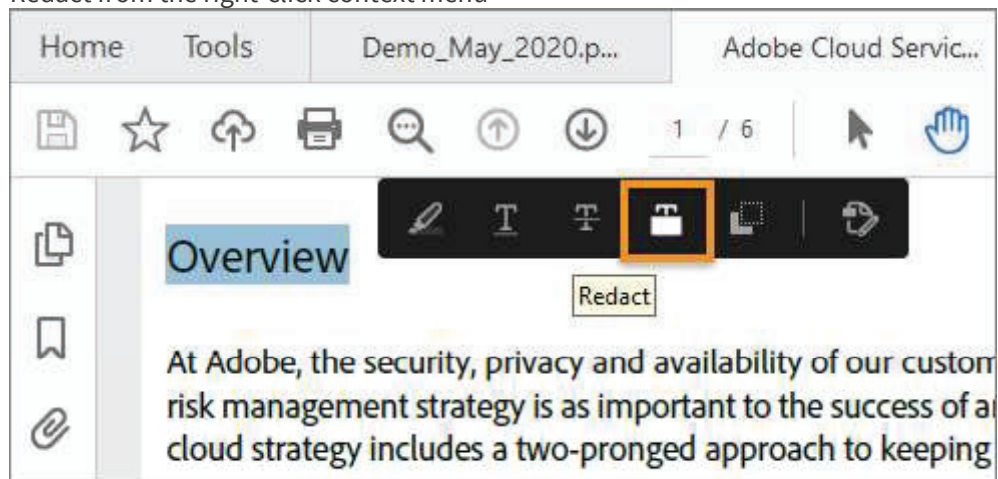 Redact from the right-click context menu
Home Tools Demo_May_2020.p... Adobe Cloud Servic...
1 / 6
Overview
Redact
At Adobe, the security, privacy and availability of our custom
risk management strategy is as important to the success of a
cloud strategy includes a two-pronged approach to keeping